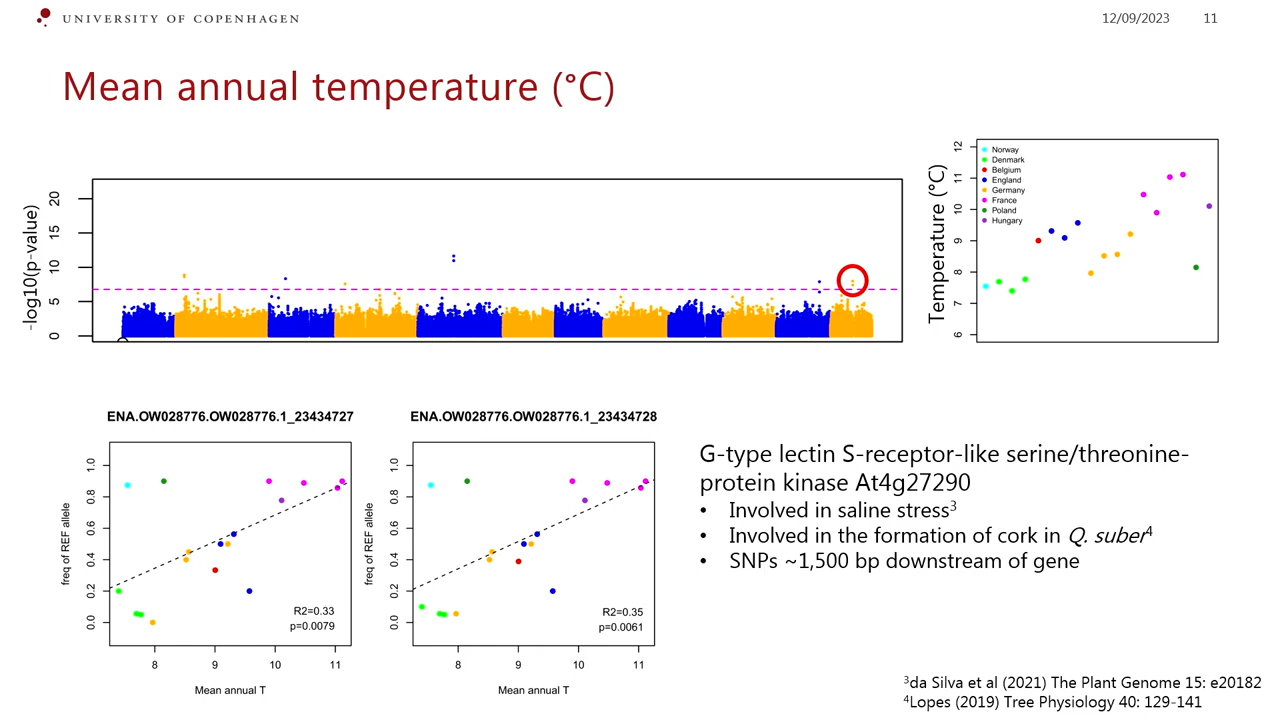 UNIVERSITY OF COPENHAGEN
12/09/2023 11
Mean annual temperature (°C)
-log10(p-value)
20
15
10
5
0
Temperature (°C)
12
11
10
9
8
7
6
Norway
Denmark
Belgium
England
Germany
France
Poland
Hungary
ENA.OW028776.OW028776.1_23434727
freq of REF allele
1.0
0.8
0.6
0.4
0.2
0.0
R2=0.33
p=0.0079
8 9 10 11
Mean annual T
ENA.OW028776.OW028776.1_23434728
freq of REF allele
1.0
0.8
0.6
0.4
0.2
0.0
R2=0.35
p=0.0061
8 9 10 11
Mean annual T
G-type lectin S-receptor-like serine/threonine-
protein kinase At4g27290
• Involved in saline stress³
• Involved in the formation of cork in Q. suber⁴
• SNPs ~1,500 bp downstream of gene
³da Silva et al (2021) The Plant Genome 15: e20182
⁴Lopes (2019) Tree Physiology 40: 129-141